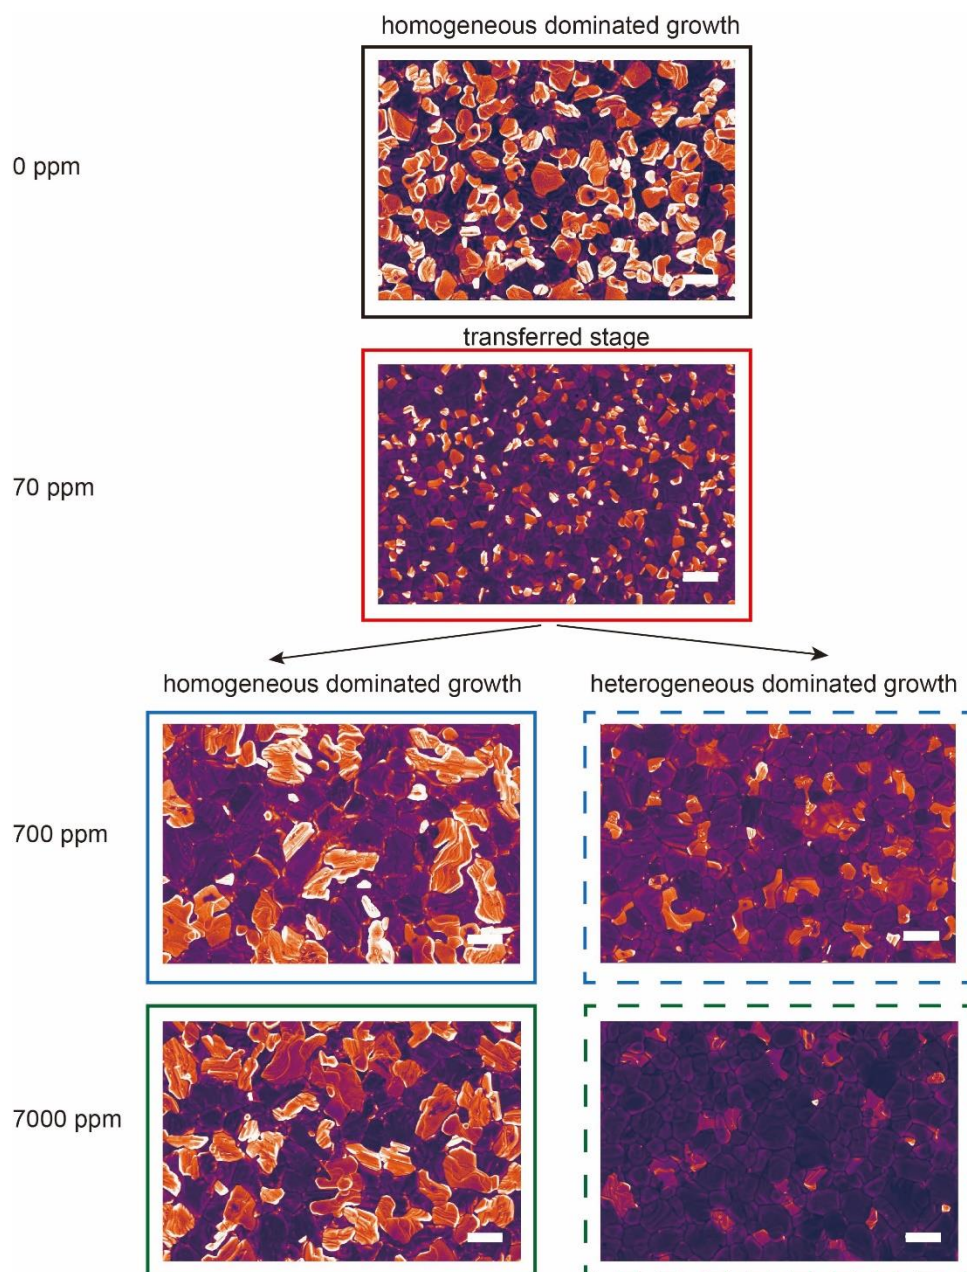 homogeneous dominated growth
0 ppm
transferred stage
70 ppm
homogeneous dominated growth
heterogeneous dominated growth
700 ppm
7000 ppm